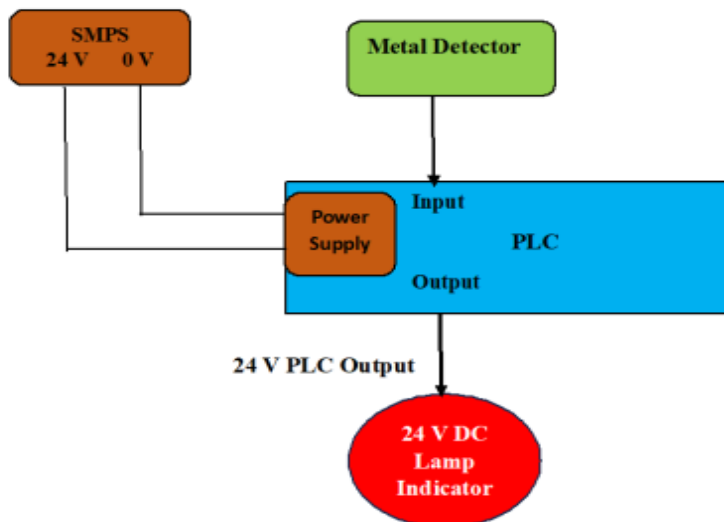 SMPS
24 V 0 V
Metal Detector
Input
Power
Supply
PLC
Output
24 V PLC Output
24 V DC
Lamp
Indicator